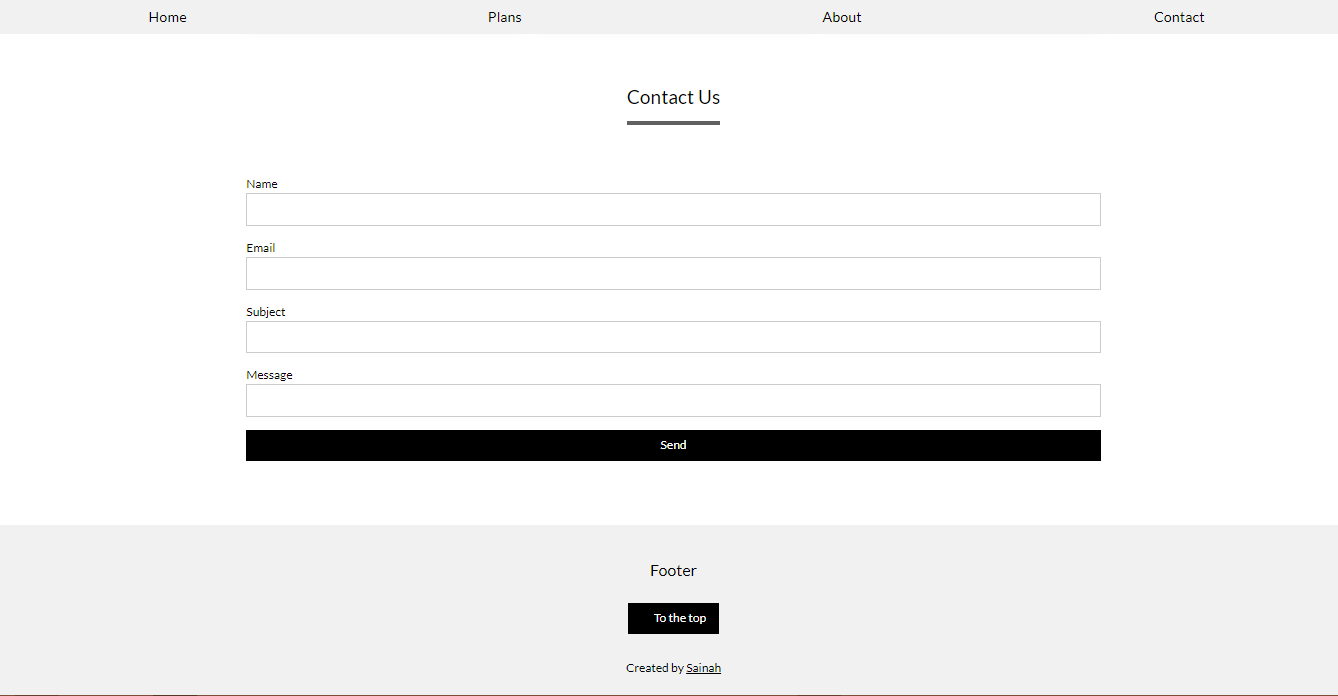 Home Plans About Contact
Contact Us
Name
Email
Subject
Message
Send
Footer
To the top
Created by Sainah